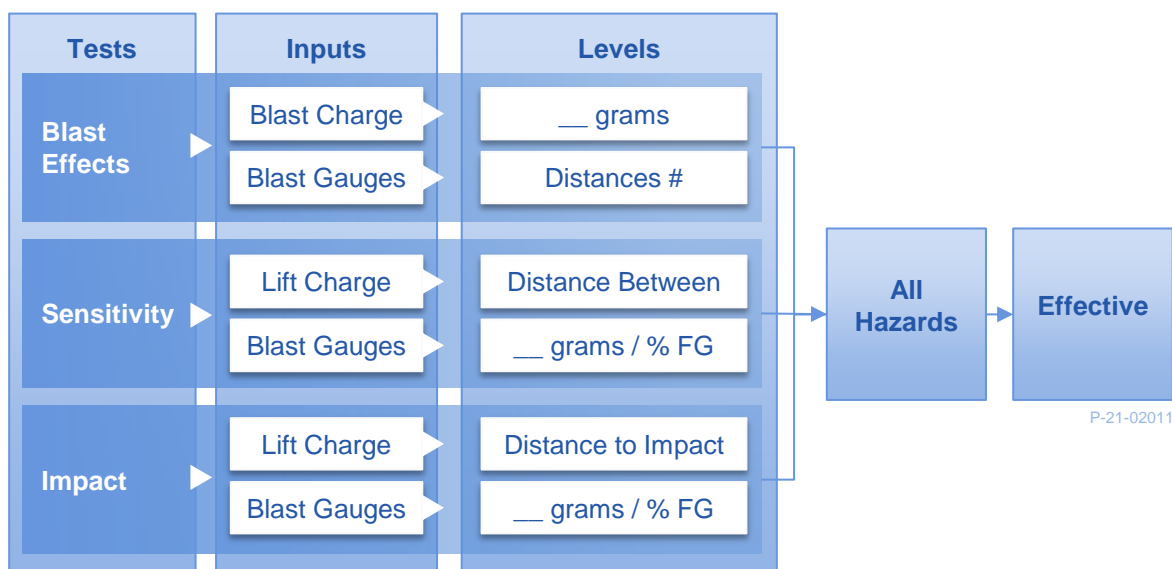 Tests
Inputs
Levels
Blast
Effects
Blast Charge
__ grams
Blast Gauges
Distances #
Sensitivity
Lift Charge
Distance Between
Blast Gauges
__ grams / % FG
Impact
Lift Charge
Distance to Impact
Blast Gauges
__ grams / % FG
All
Hazards
Effective
P-21-02011